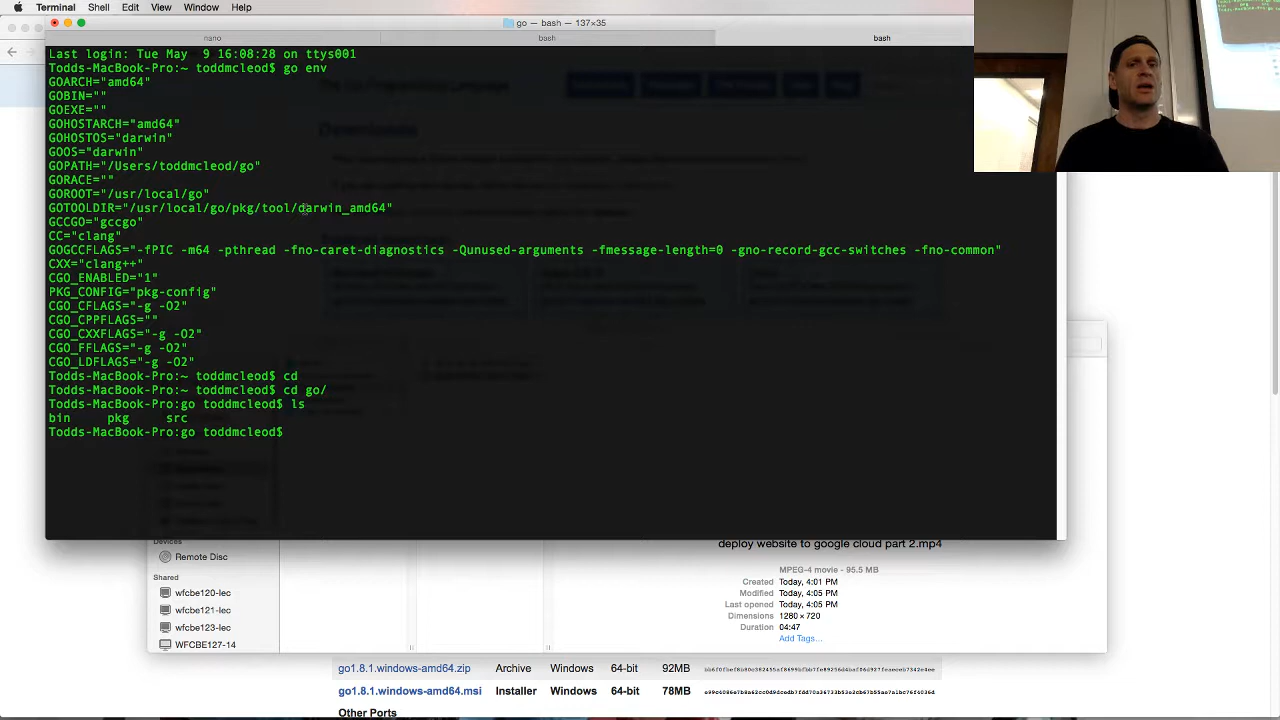 Terminal Shell Edit View Window Help
go — bash — 137×35
nano bash bash
Last login: Tue May  9 16:08:28 on ttys001
Todds-MacBook-Pro:~ toddmcleod$ go env
GOARCH="amd64"
GOBIN=""
GOEXE=""
GOHOSTARCH="amd64"
GOHOSTOS="darwin"
GOOS="darwin"
GOPATH="/Users/toddmcleod/go"
GORACE=""
GOROOT="/usr/local/go"
GOTOOLDIR="/usr/local/go/pkg/tool/darwin_amd64"
GCCGO="gccgo"
CC="clang"
GOGCCFLAGS="-fPIC -m64 -pthread -fno-caret-diagnostics -Qunused-arguments -fmessage-length=0 -gno-record-gcc-switches -fno-common"
CXX="clang++"
CGO_ENABLED="1"
PKG_CONFIG="pkg-config"
CGO_CFLAGS="-g -O2"
CGO_CPPFLAGS=""
CGO_CXXFLAGS="-g -O2"
CGO_FFLAGS="-g -O2"
CGO_LDFLAGS="-g -O2"
Todds-MacBook-Pro:~ toddmcleod$ cd
Todds-MacBook-Pro:~ toddmcleod$ cd go/
Todds-MacBook-Pro:go toddmcleod$ ls
bin pkg src
Todds-MacBook-Pro:go toddmcleod$
Devices
Remote Disc
Shared
wfcbe120-lec
wfcbe121-lec
wfcbe123-lec
WFCBE127-14
deploy website to google cloud part 2.mp4
MPEG-4 movie - 95.5 MB
Created Today, 4:01 PM
Modified Today, 4:05 PM
Last opened Today, 4:05 PM
Dimensions 1280 × 720
Duration 04:47
Add Tags...
go1.8.1.windows-amd64.zip Archive Windows 64-bit 92MB
go1.8.1.windows-amd64.msi Installer Windows 64-bit 78MB
Other Ports